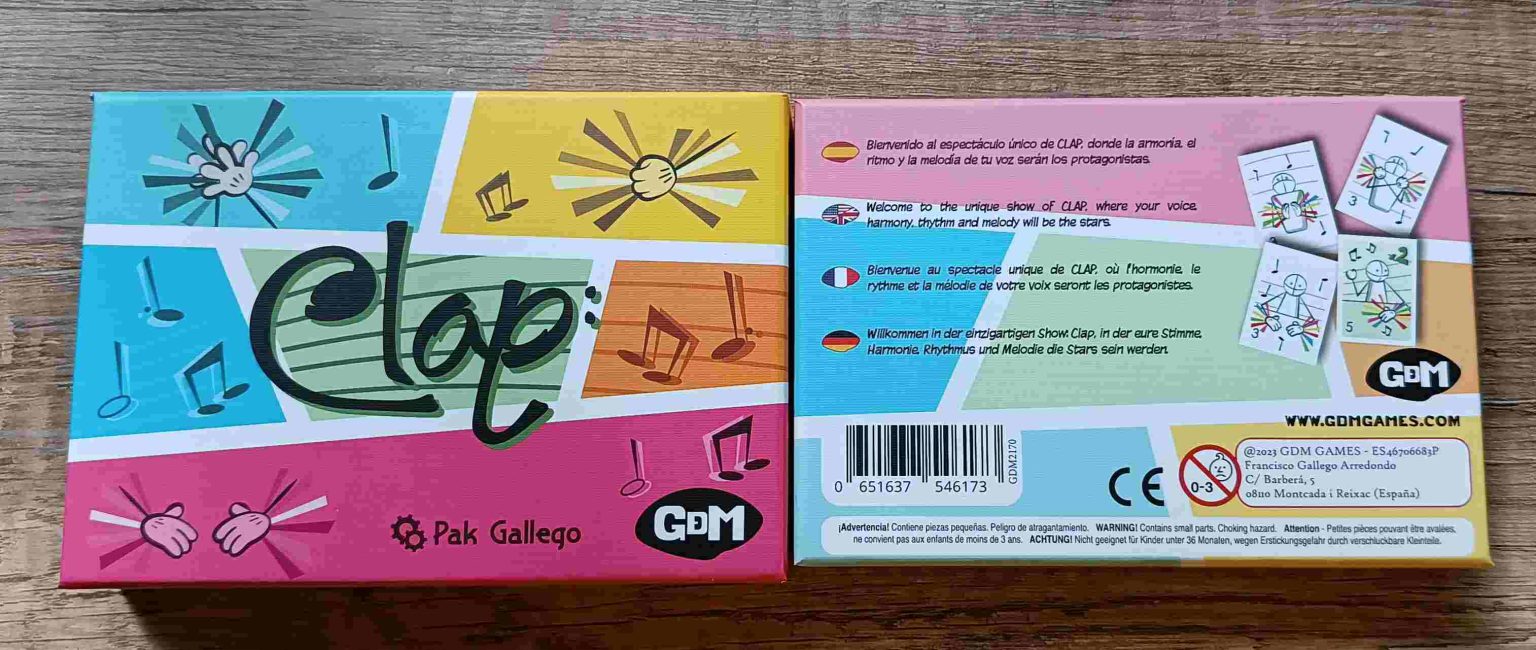 Clap
Pak Gallego
GDM
Bienvenido al espectáculo único de CLAP, donde la armonía, el
ritmo y la melodía de tu voz serán los protagonistas.
Welcome to the unique show of CLAP, where your voice,
harmony, rhythm and melody will be the stars.
Bienvenue au spectacle unique de CLAP, où l'hormonie, le
rythme et la mélodie de votre voix seront les protagonistes.
Willkommen in der einzigartigen Show Clap, in der eure Stimme,
Harmonie, Rhythmus und Melodie die Stars sein werden.
3
3
x2
5
GDM
WWW.GDMGAMES.COM
0 651637 546173
GDM2170
CE
0-3
@2023 GDM GAMES - ES46706683P
Francisco Gallego Arredondo
C/ Barberá, 5
08110 Montcada i Reixac (España)
¡Advertencia! Contiene piezas pequeñas. Peligro de atragantamiento. WARNING! Contains small parts. Choking hazard. Attention - Petites pièces pouvant être avalées,
ne convient pas aux enfants de moins de 3 ans. ACHTUNG! Nicht geeignet für Kinder unter 36 Monaten, wegen Erstickungsgefahr durch verschluckbare Kleinteile.